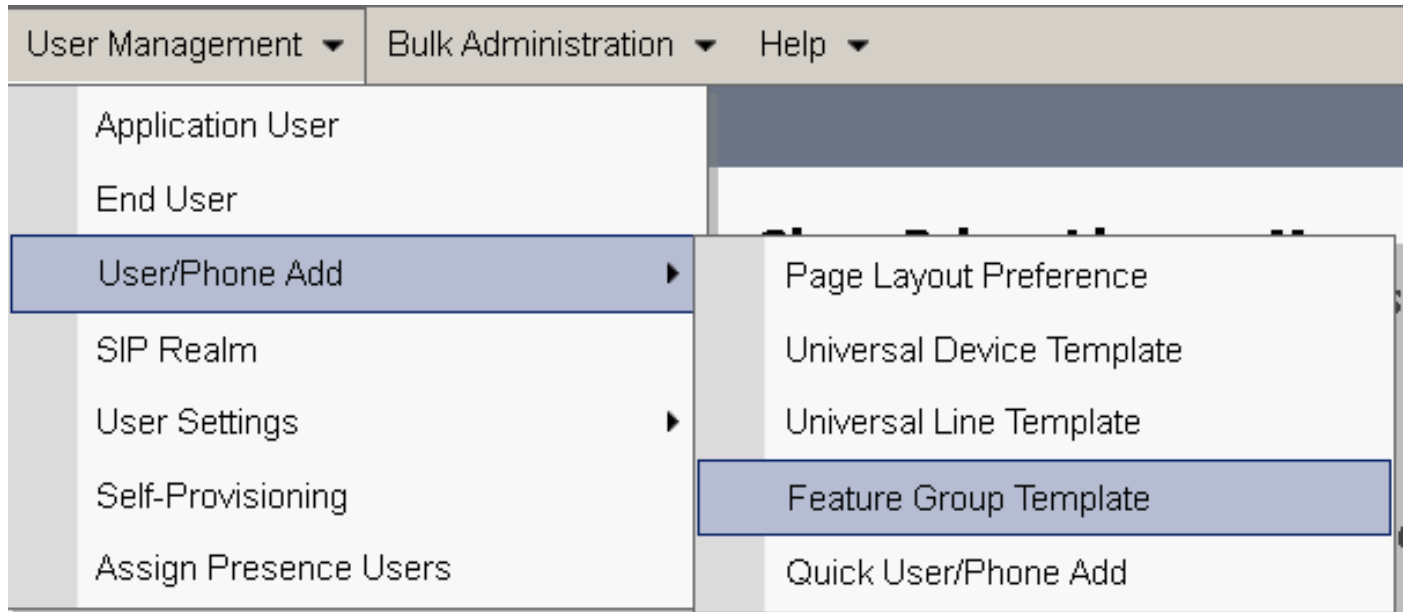 User Management Bulk Administration Help
Application User
End User
User/Phone Add
SIP Realm
User Settings
Self-Provisioning
Assign Presence Users
Page Layout Preference
Universal Device Template
Universal Line Template
Feature Group Template
Quick User/Phone Add